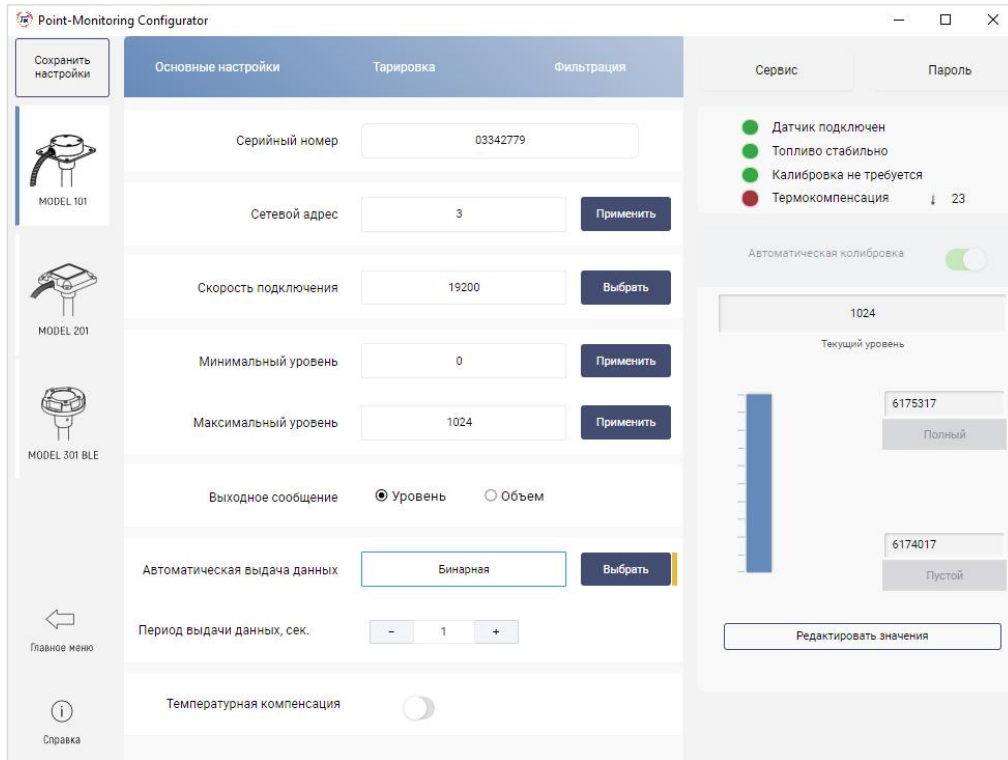 Point-Monitoring Configurator
Сохранить
настройки
Основные настройки
Тарировка
Фильтрация
Сервис
Пароль
MODEL 101
MODEL 201
MODEL 301 BLE
Главное меню
Справка
Серийный номер
03342779
Сетевой адрес
3
Применить
Скорость подключения
19200
Выбрать
Минимальный уровень
0
Применить
Максимальный уровень
1024
Применить
Выходное сообщение
Уровень
Объем
Автоматическая выдача данных
Бинарная
Выбрать
Период выдачи данных, сек.
-
1
+
Температурная компенсация
Датчик подключен
Топливо стабильно
Калибровка не требуется
Термокомпенсация
23
Автоматическая колибровка
1024
Текущий уровень
6175317
Полный
6174017
Пустой
Редактировать значения